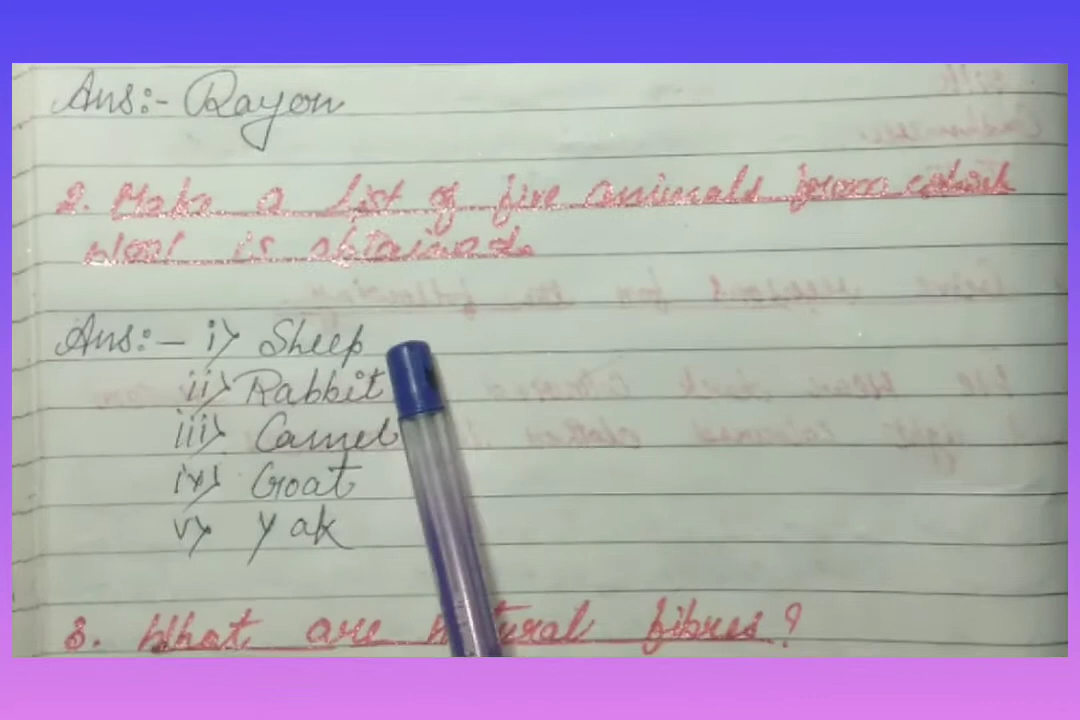 Ans:- Rayon
2. Make a list of five animals from which
wool is obtained.
Ans:- i) Sheep
ii) Rabbit
iii) Camel
iv) Goat
v) Yak
3. What are natural fibres?